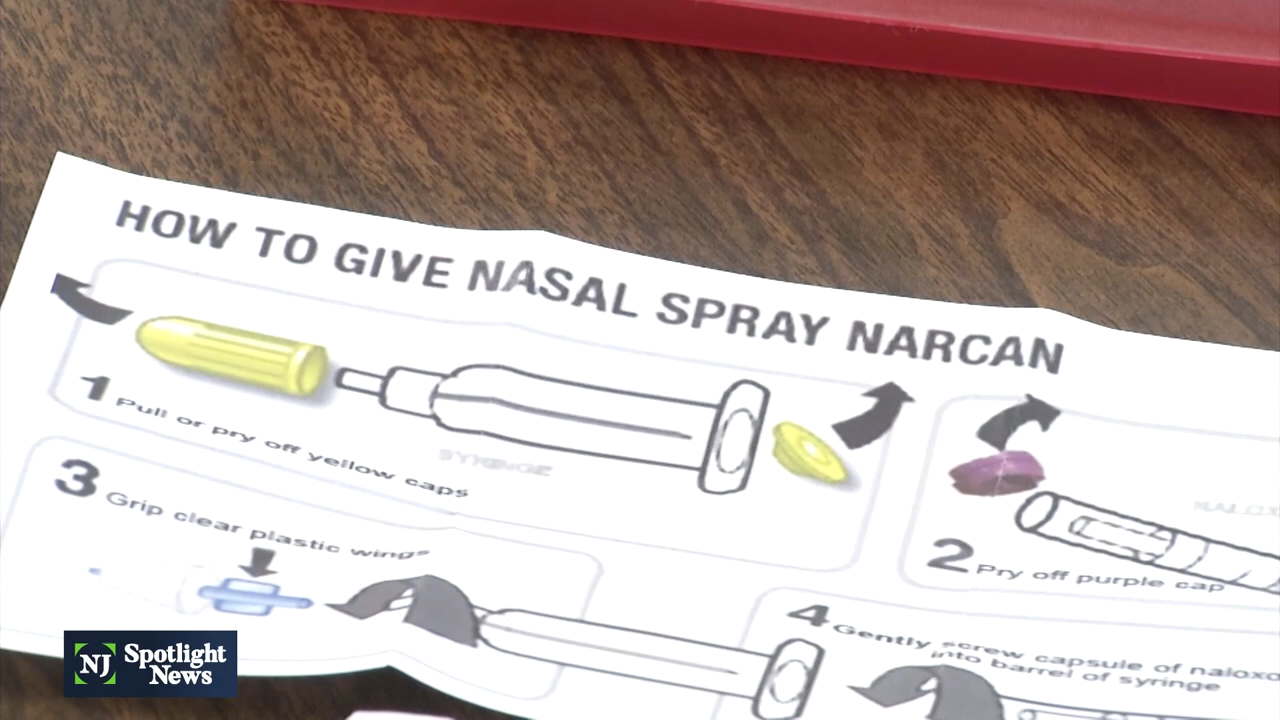 HOW TO GIVE NASAL SPRAY NARCAN
1 Pull or pry off yellow caps
SYRINGE
2 Pry off purple cap
3 Grip clear plastic wings
4 Gently screw capsule of
into barrel of syringe
NJ Spotlight
News